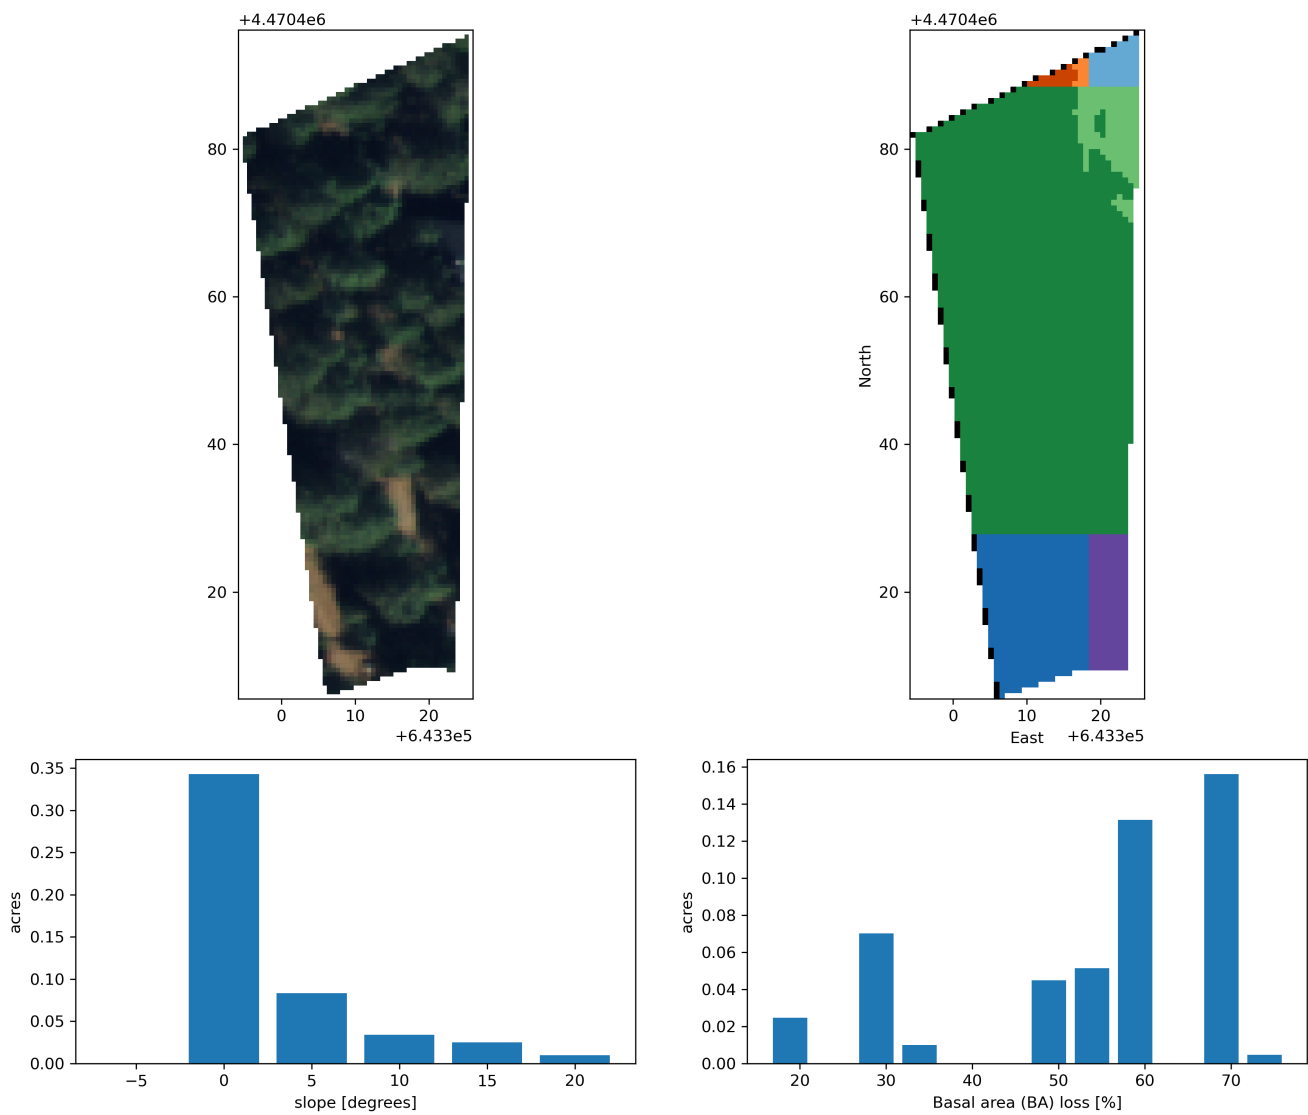 +4.4704e6
80
60
40
20
0 10 20
+6.433e5
+4.4704e6
North
80
60
40
20
0 10 20
East +6.433e5
acres
0.35
0.30
0.25
0.20
0.15
0.10
0.05
0.00
−5 0 5 10 15 20
slope [degrees]
acres
0.16
0.14
0.12
0.10
0.08
0.06
0.04
0.02
0.00
20 30 40 50 60 70
Basal area (BA) loss [%]